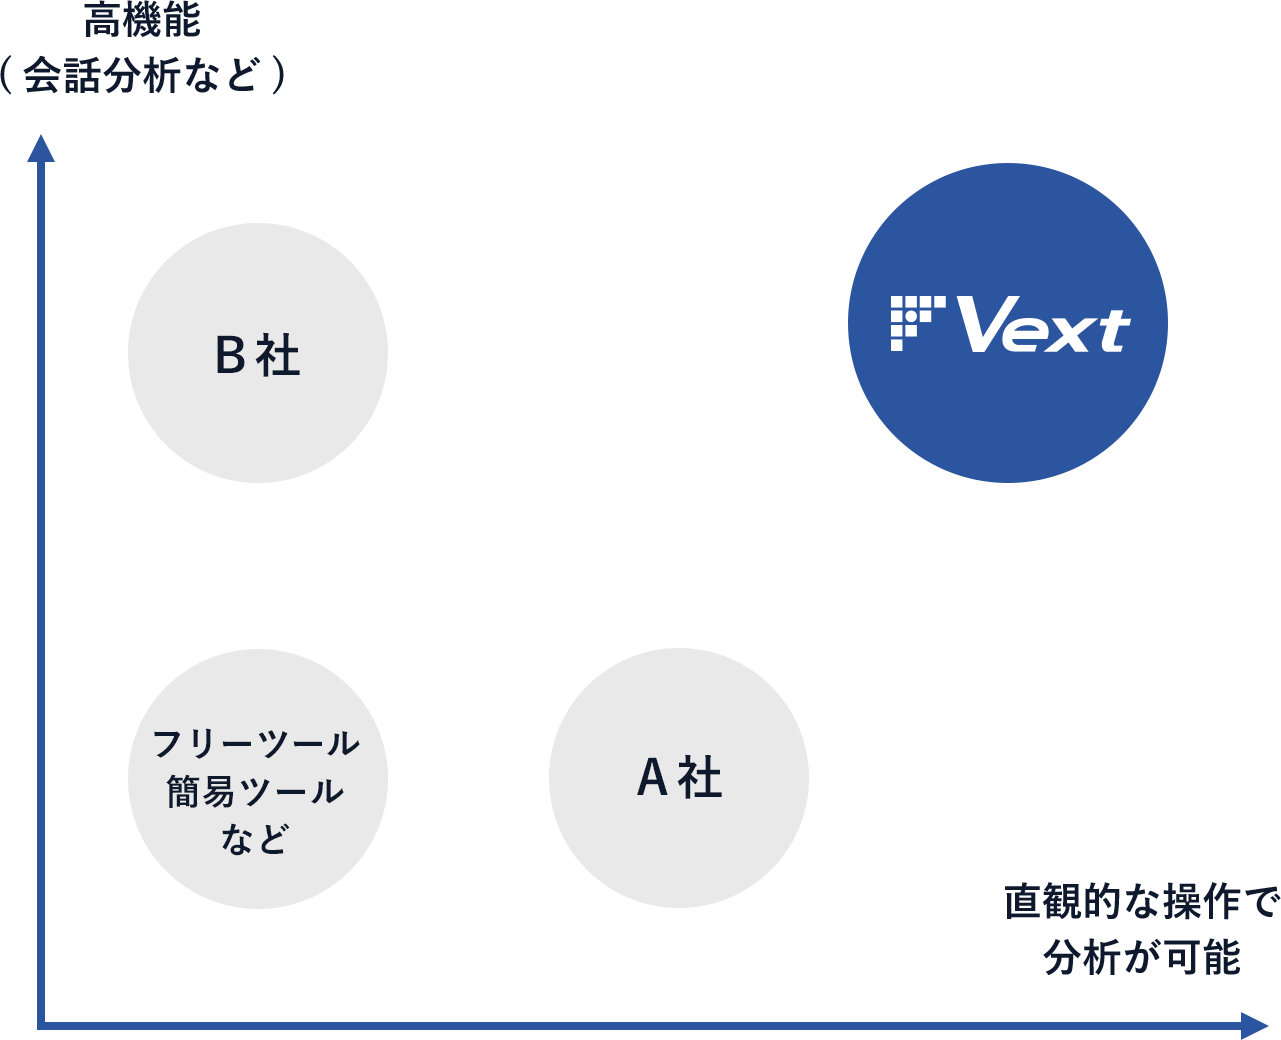 高機能
（会話分析など）
Vext
B社
フリーツール
簡易ツール
など
A社
直観的な操作で
分析が可能